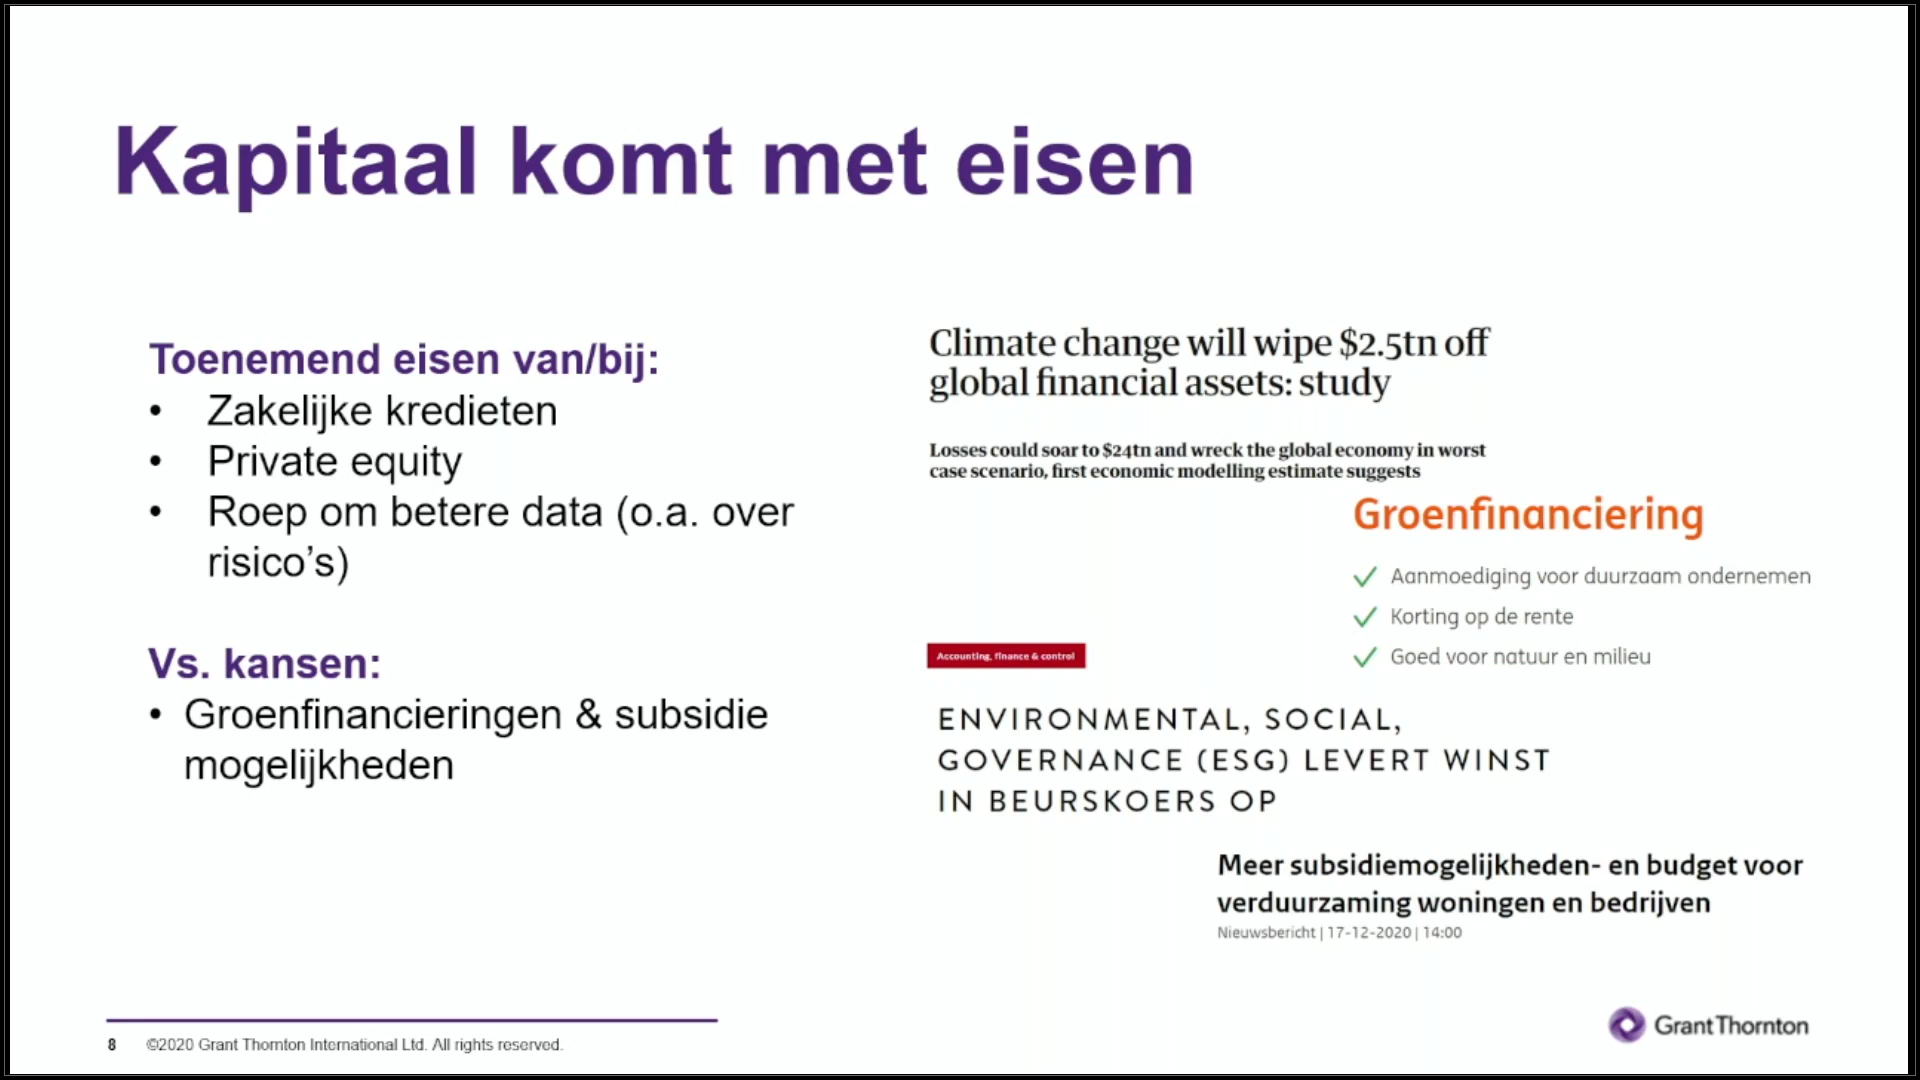 Kapitaal komt met eisen
Toenemend eisen van/bij:
• Zakelijke kredieten
• Private equity
• Roep om betere data (o.a. over
risico’s)
Vs. kansen:
• Groenfinancieringen & subsidie
mogelijkheden
Climate change will wipe $2.5tn off
global financial assets: study
Losses could soar to $24tn and wreck the global economy in worst
case scenario, first economic modelling estimate suggests
Groenfinanciering
✓ Aanmoediging voor duurzaam ondernemen
✓ Korting op de rente
✓ Goed voor natuur en milieu
Accounting, finance & control
ENVIRONMENTAL, SOCIAL,
GOVERNANCE (ESG) LEVERT WINST
IN BEURSKOERS OP
Meer subsidiemogelijkheden- en budget voor
verduurzaming woningen en bedrijven
Nieuwsbericht | 17-12-2020 | 14:00
8 ©2020 Grant Thornton International Ltd. All rights reserved.
Grant Thornton